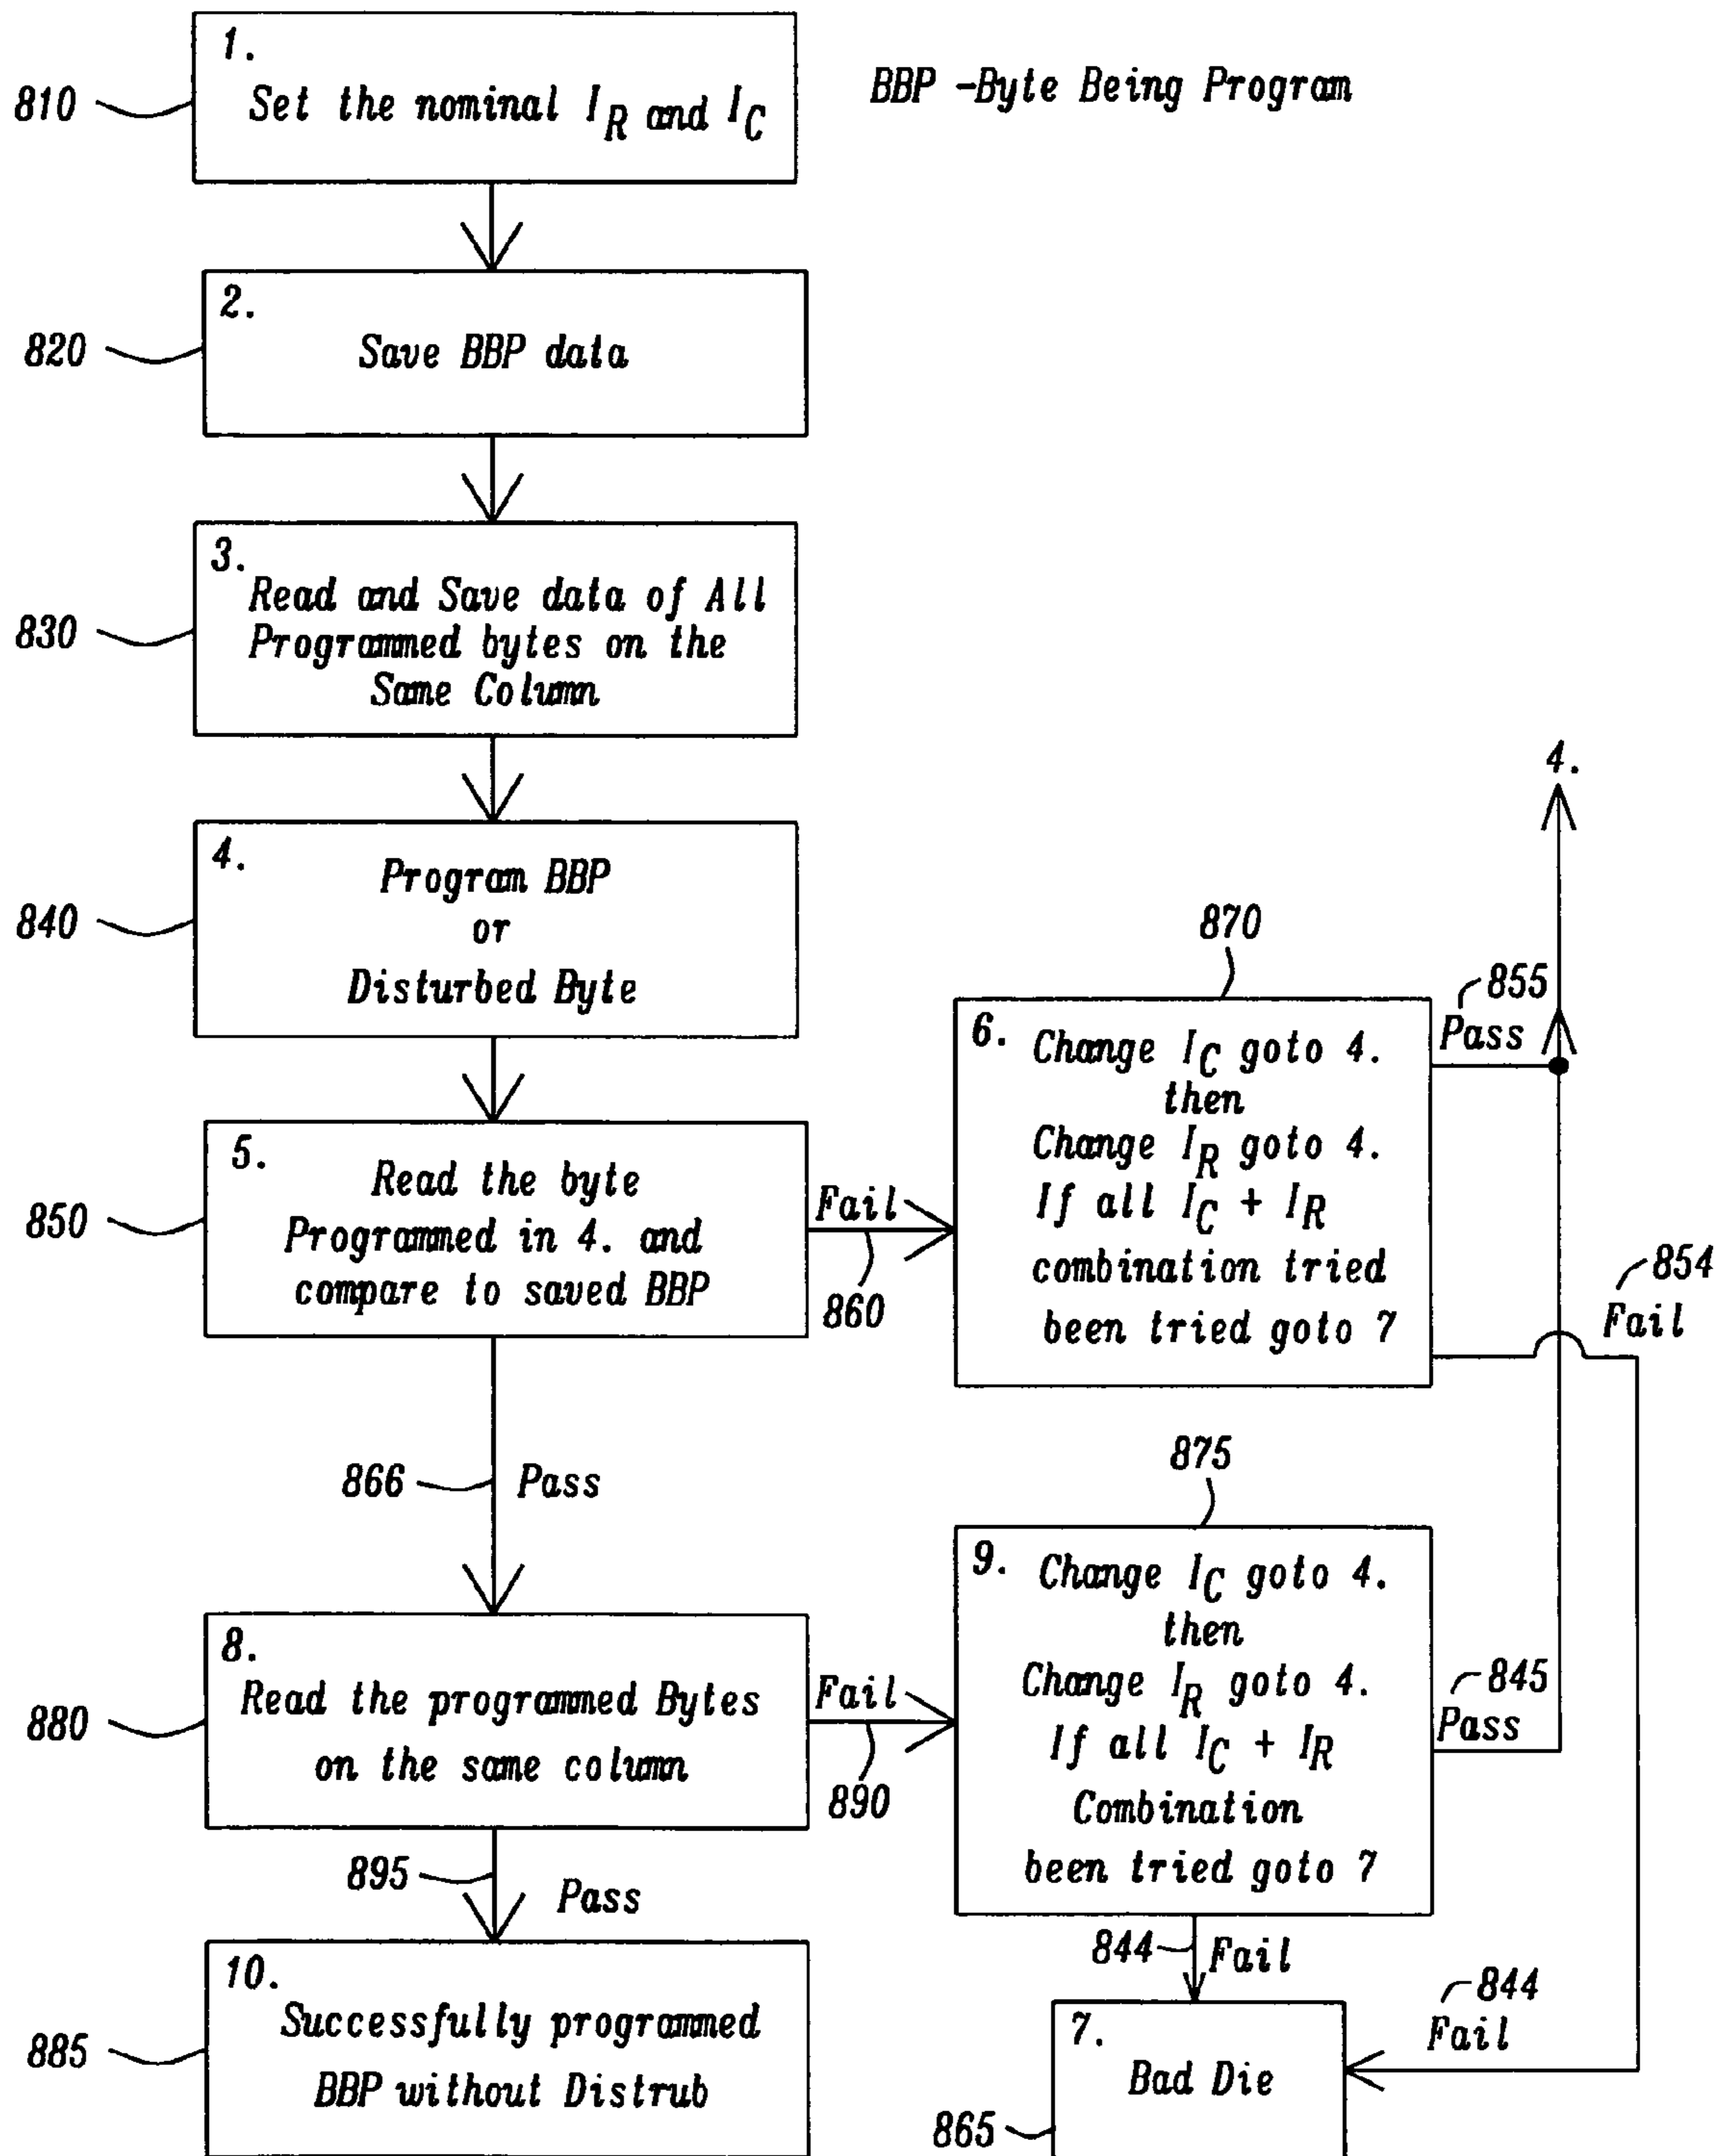 1.
Set the nominal I_R and I_C
810
BBP -Byte Being Program
2.
Save BBP data
820
3.
Read and Save data of All
Programmed bytes on the
Same Column
830
4.
Program BBP
or
Disturbed Byte
840
5.
Read the byte
Programmed in 4. and
compare to saved BBP
850
Fail
860
866
Pass
4.
870
6. Change I_C goto 4.
then
Change I_R goto 4.
If all I_C + I_R
combination tried
been tried goto 7
855
Pass
854
Fail
875
9. Change I_C goto 4.
then
Change I_R goto 4.
If all I_C + I_R
Combination
been tried goto 7
845
Pass
8.
Read the programmed Bytes
on the same column
880
Fail
890
895
Pass
844
Fail
844
Fail
10.
Successfully programmed
BBP without Distrub
885
7.
Bad Die
865